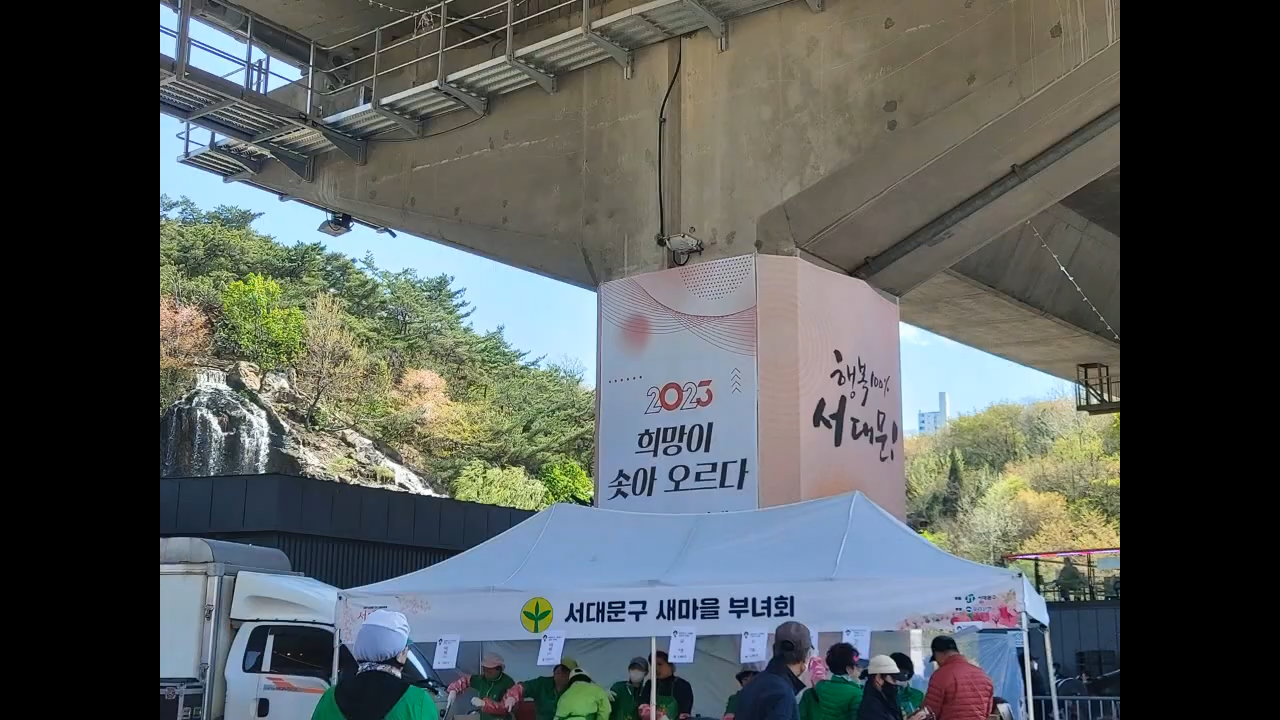 2023
희망이
솟아 오르다
행복100%
서대문!
서대문구 새마을 부녀회